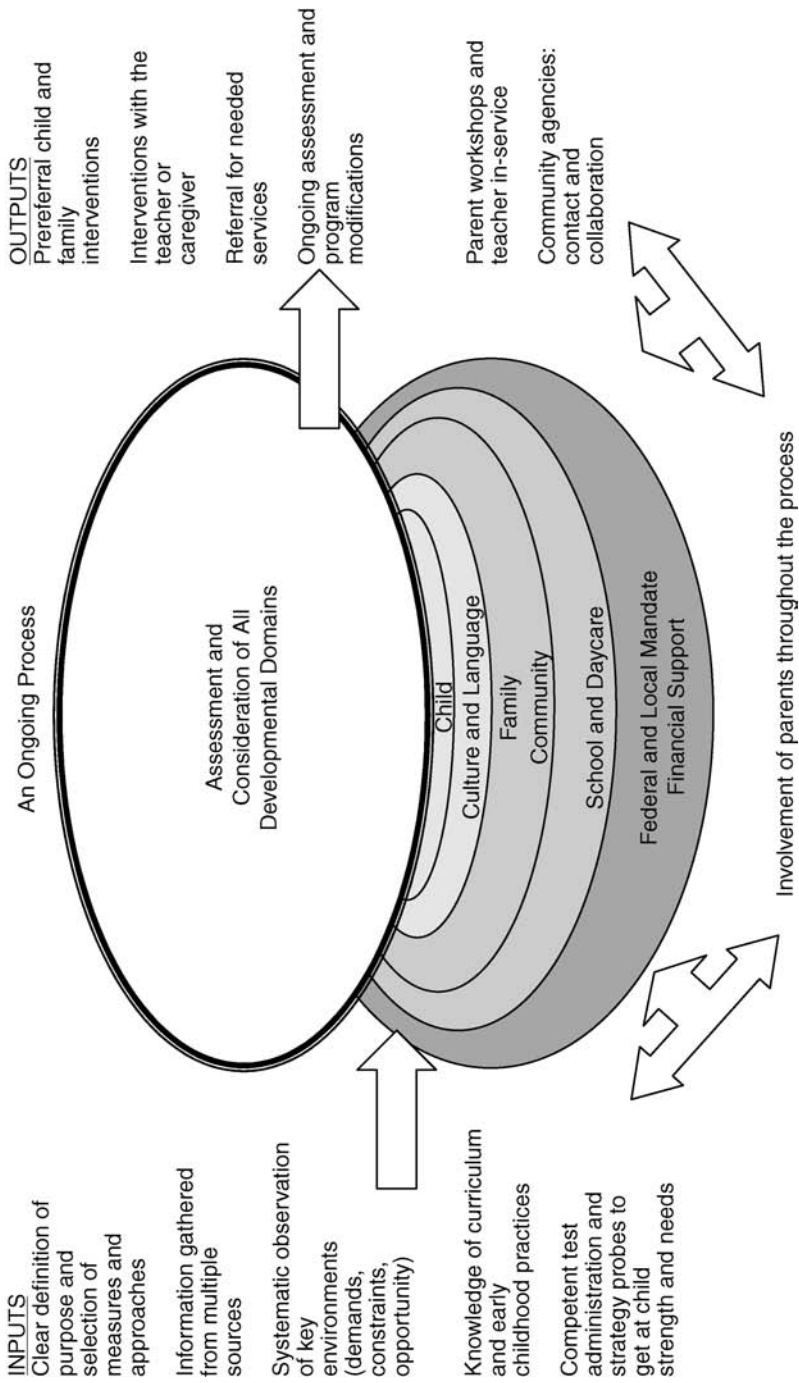 An Ongoing Process
INPUTS
Clear definition of
purpose and
selection of
measures and
approaches
Information gathered
from multiple
sources
Systematic observation
of key
environments
(demands,
constraints,
opportunity)
Knowledge of curriculum
and early
childhood practices
Competent test
administration and
strategy probes to
get at child
strength and needs
Assessment and
Consideration of All
Developmental Domains
Child
Culture and Language
Family
Community
School and Daycare
Federal and Local Mandate
Financial Support
OUTPUTS
Prereferral child and
family
interventions
Interventions with the
teacher or
caregiver
Referral for needed
services
Ongoing assessment and
program
modifications
Parent workshops and
teacher in-service
Community agencies:
contact and
collaboration
Involvement of parents throughout the process